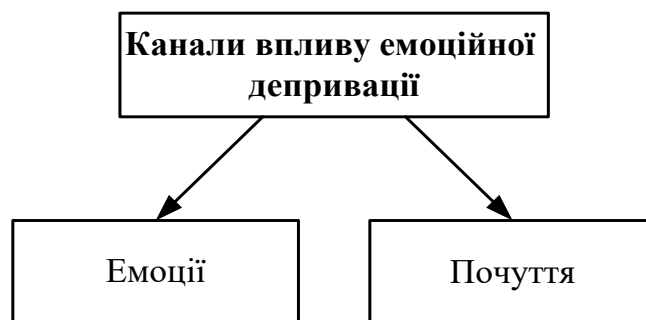 Канали впливу емоційної
депривації
Емоції
Почуття